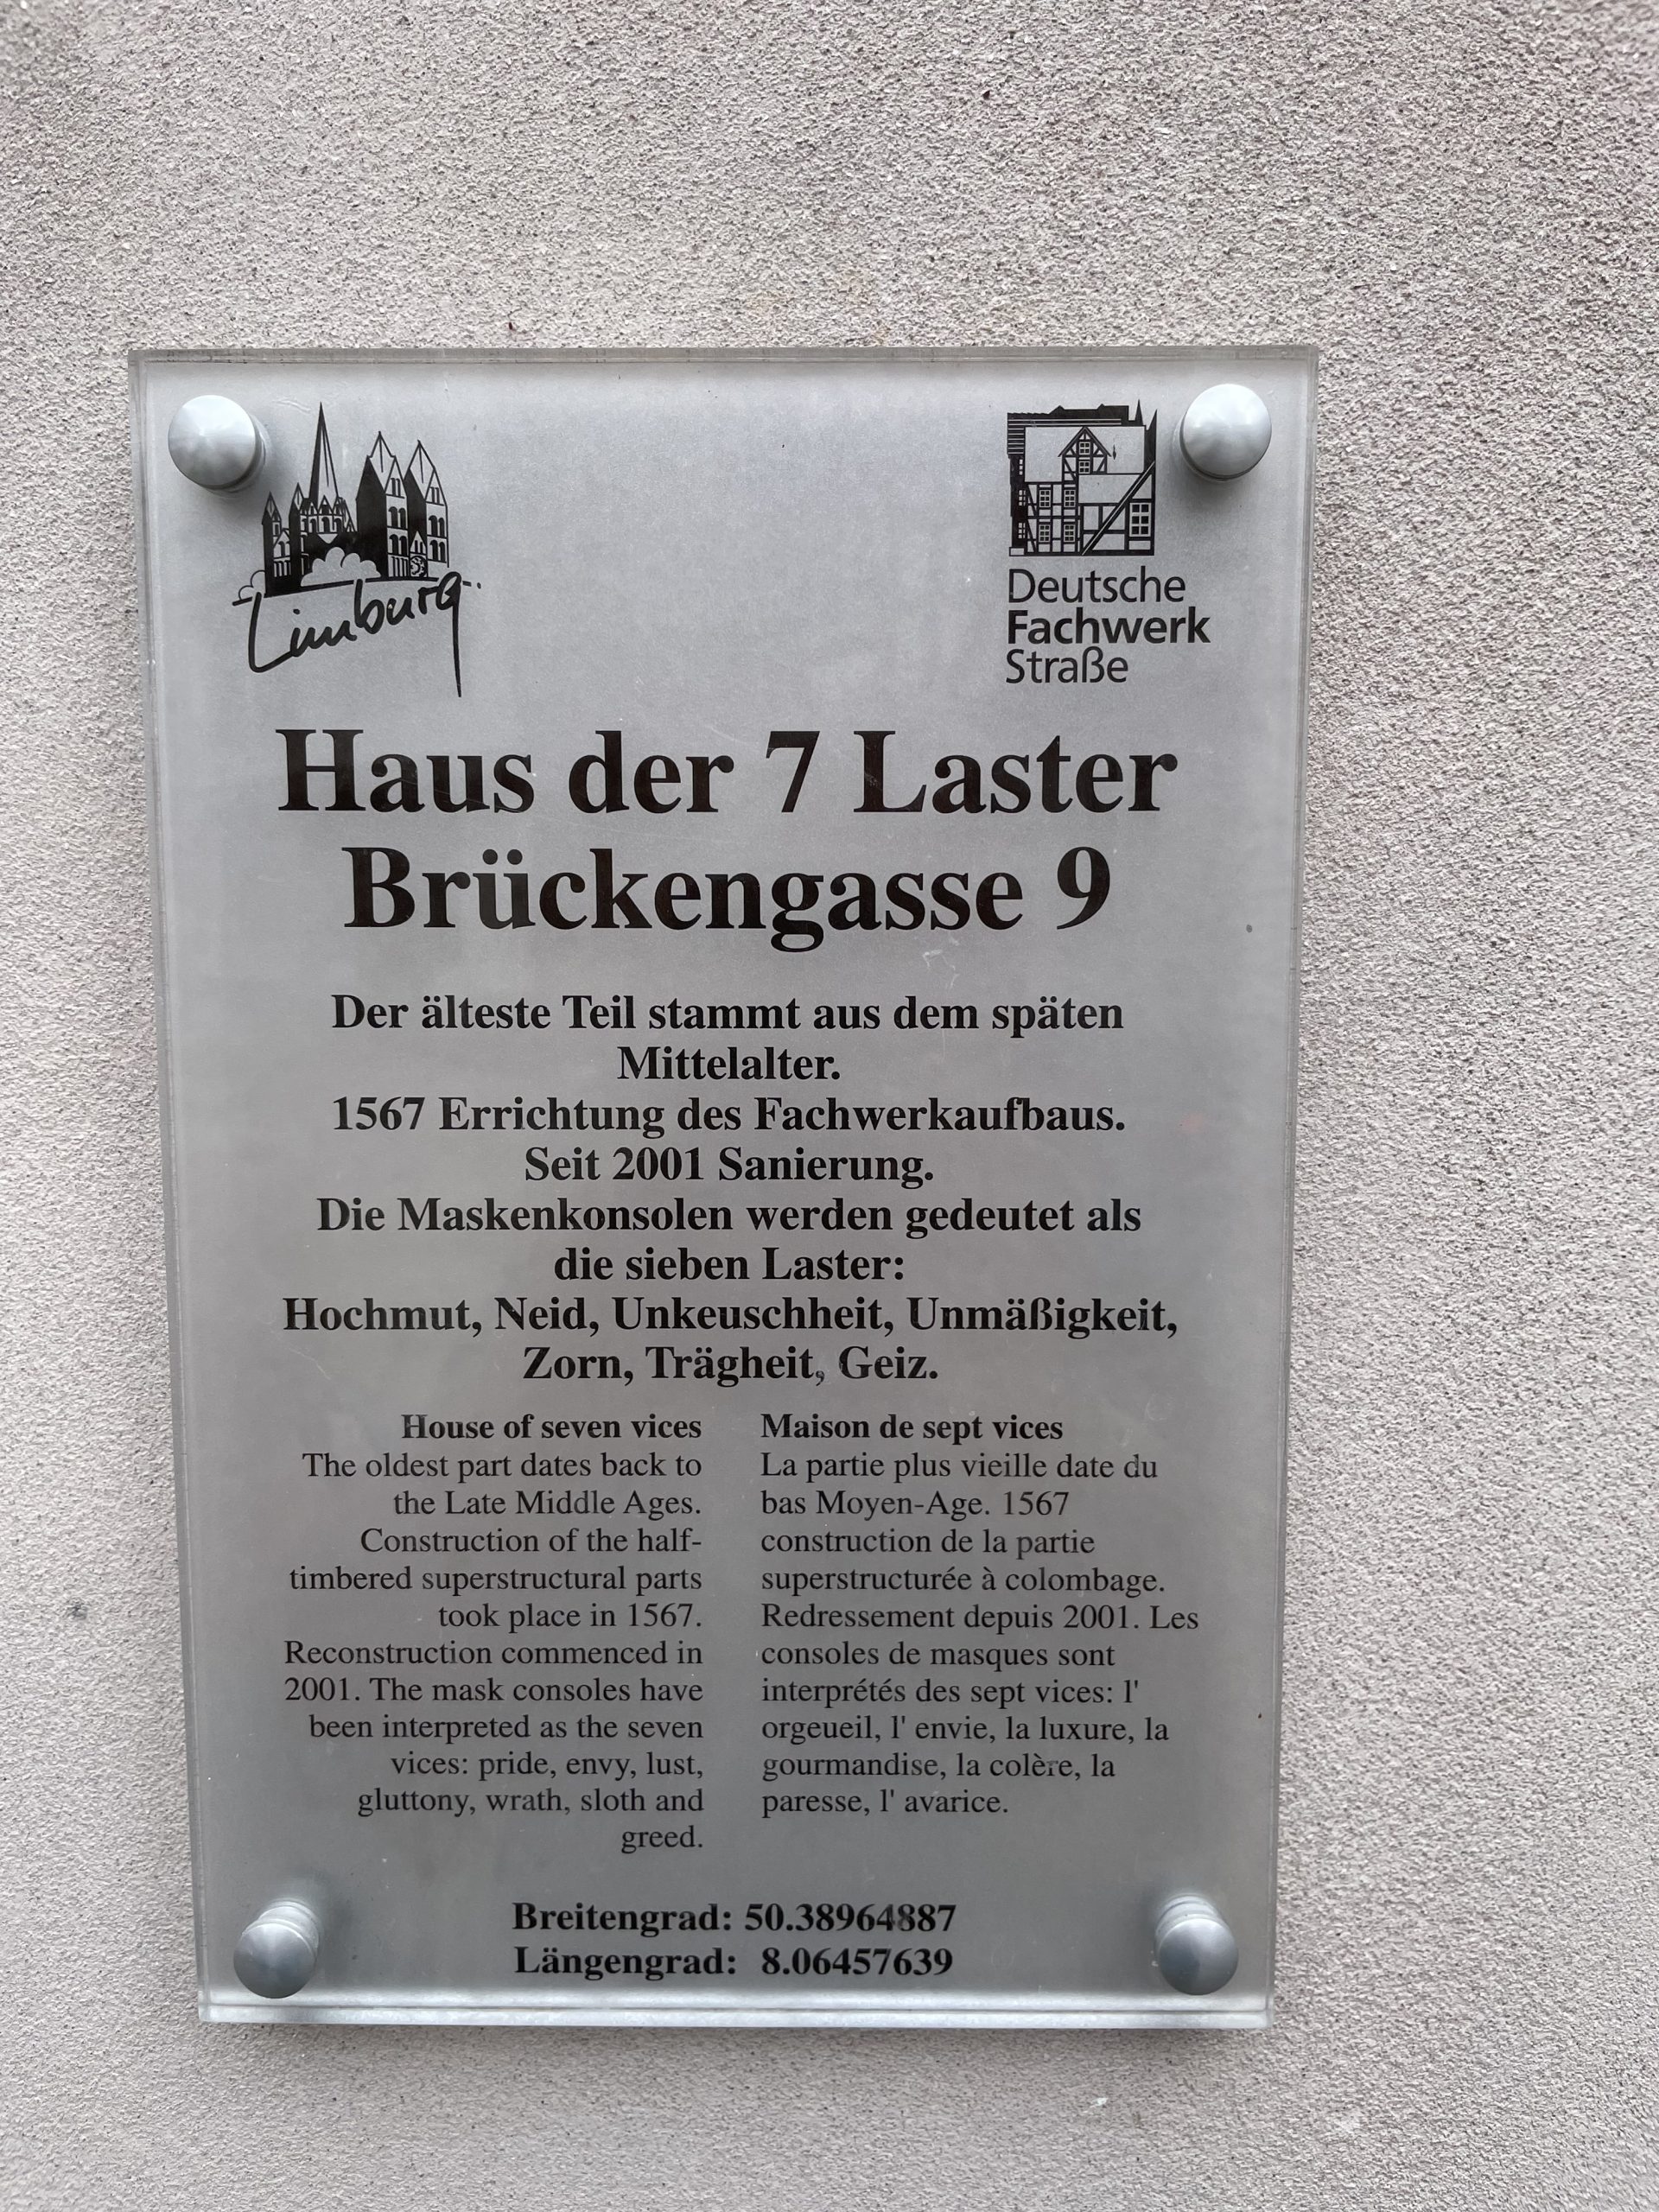 Limburg
Deutsche
Fachwerk
Straße
Haus der 7 Laster
Brückengasse 9
Der älteste Teil stammt aus dem späten
Mittelalter.
1567 Errichtung des Fachwerkaufbaus.
Seit 2001 Sanierung.
Die Maskenkonsolen werden gedeutet als
die sieben Laster:
Hochmut, Neid, Unkeuschheit, Unmäßigkeit,
Zorn, Trägheit, Geiz.
House of seven vices
The oldest part dates back to
the Late Middle Ages.
Construction of the half-
timbered superstructural parts
took place in 1567.
Reconstruction commenced in
2001. The mask consoles have
been interpreted as the seven
vices: pride, envy, lust,
gluttony, wrath, sloth and
greed.
Maison de sept vices
La partie plus vieille date du
bas Moyen-Age. 1567
construction de la partie
superstructurée à colombage.
Redressement depuis 2001. Les
consoles de masques sont
interprétés des sept vices: l'
orgeueil, l' envie, la luxure, la
gourmandise, la colère, la
paresse, l' avarice.
Breitengrad: 50.38964887
Längengrad: 8.06457639